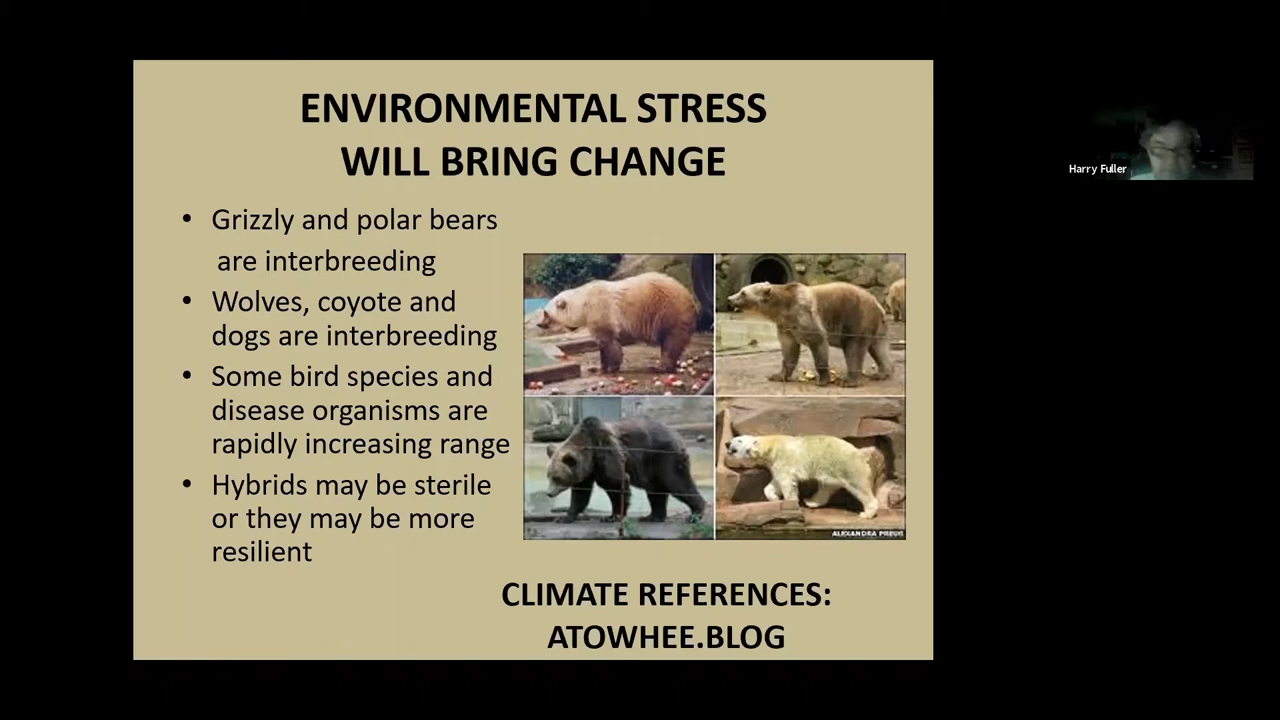 ENVIRONMENTAL STRESS
WILL BRING CHANGE
• Grizzly and polar bears
are interbreeding
• Wolves, coyote and
dogs are interbreeding
• Some bird species and
disease organisms are
rapidly increasing range
• Hybrids may be sterile
or they may be more
resilient
ALEXANDRA PREUß
CLIMATE REFERENCES:
ATOWHEE.BLOG
Harry Fuller